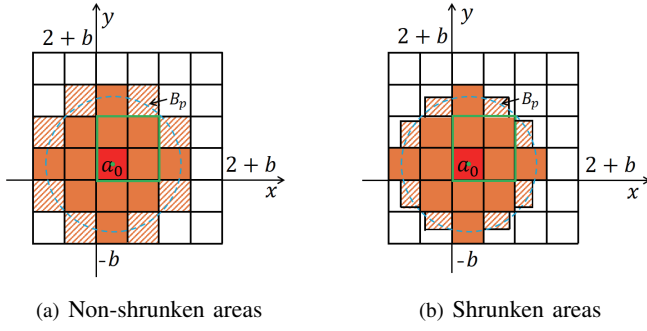 y
2 + b
B_p
a_0
2 + b
x
-b
(a) Non-shrunken areas
y
2 + b
B_p
a_0
2 + b
x
-b
(b) Shrunken areas